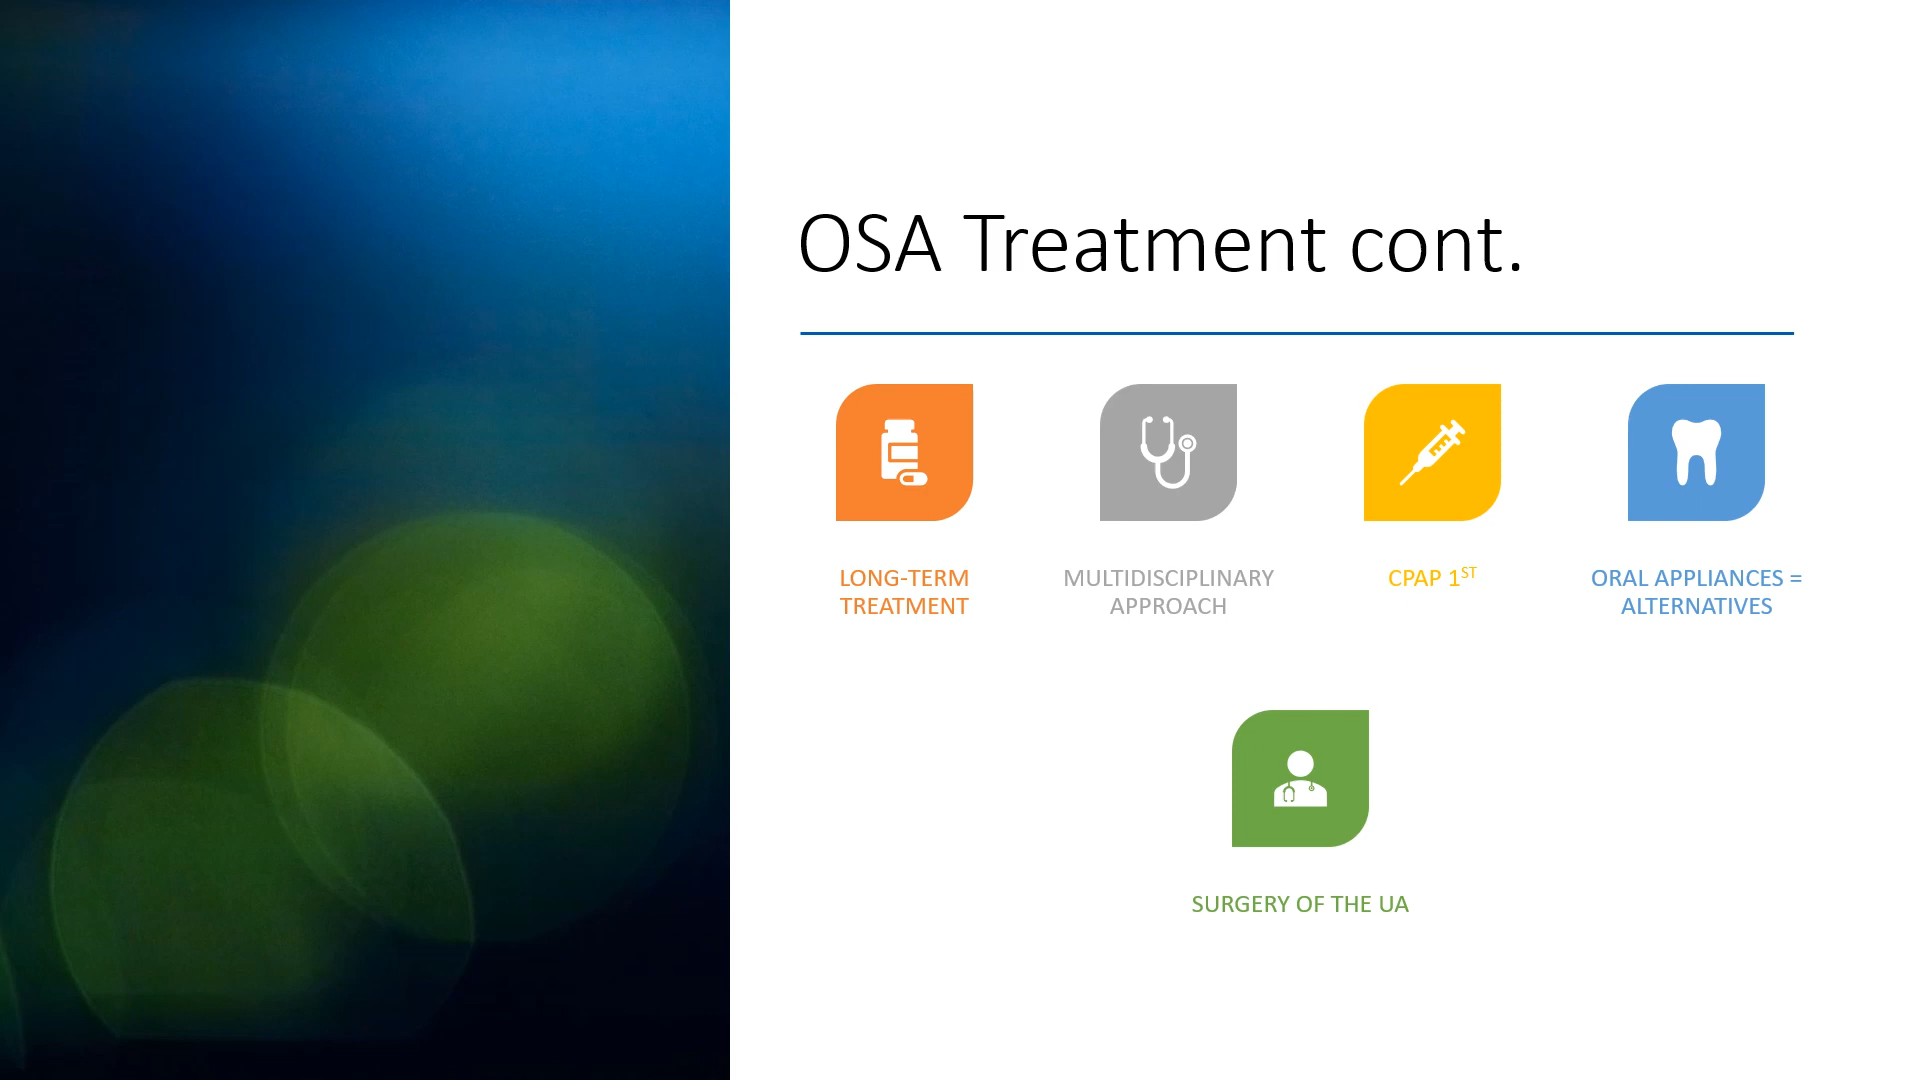 OSA Treatment cont.
LONG-TERM
TREATMENT
MULTIDISCIPLINARY
APPROACH
CPAP 1ST
ORAL APPLIANCES =
ALTERNATIVES
SURGERY OF THE UA